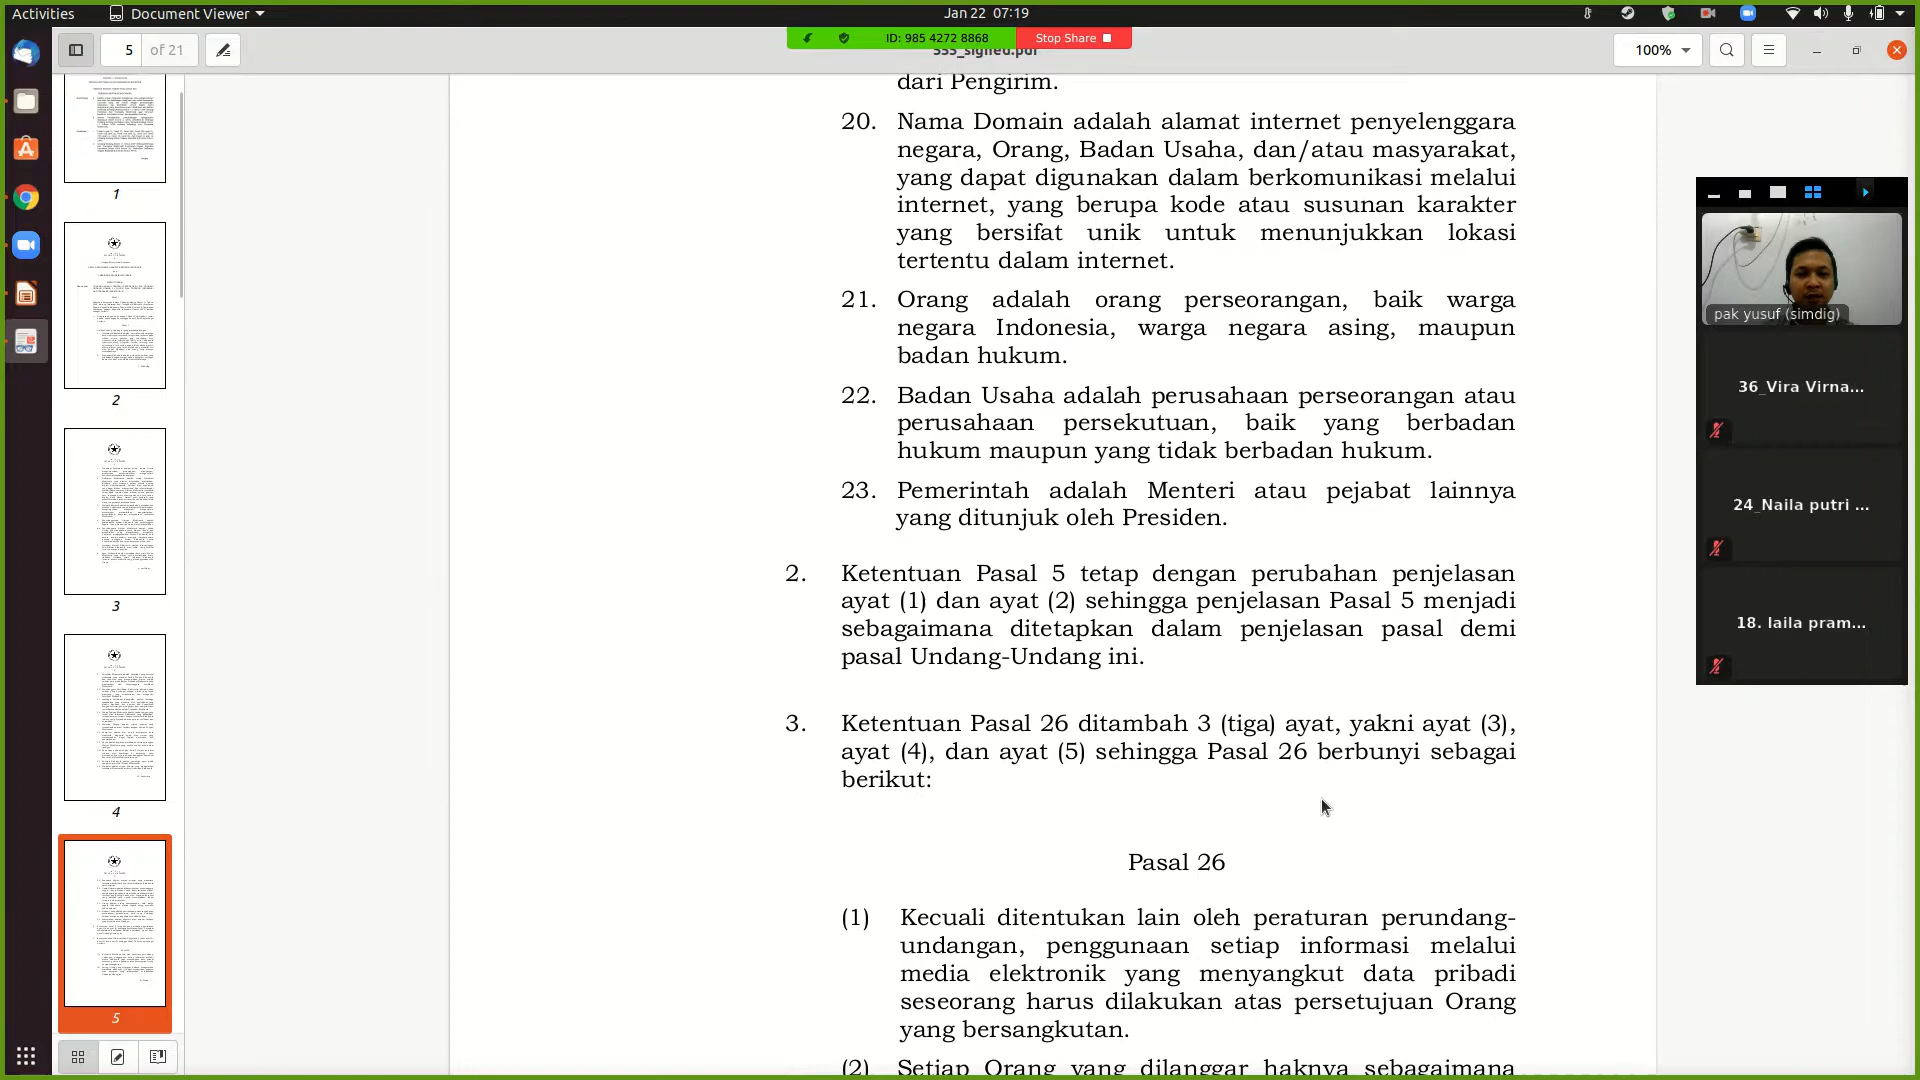 Activities
Document Viewer
Jan 22 07:19
5 of 21
ID: 985 4272 8868
Stop Share
555_signed.pdf
100%
1
2
3
4
5
dari Pengirim.
20. Nama Domain adalah alamat internet penyelenggara
negara, Orang, Badan Usaha, dan/atau masyarakat,
yang dapat digunakan dalam berkomunikasi melalui
internet, yang berupa kode atau susunan karakter
yang bersifat unik untuk menunjukkan lokasi
tertentu dalam internet.
21. Orang adalah orang perseorangan, baik warga
negara Indonesia, warga negara asing, maupun
badan hukum.
22. Badan Usaha adalah perusahaan perseorangan atau
perusahaan persekutuan, baik yang berbadan
hukum maupun yang tidak berbadan hukum.
23. Pemerintah adalah Menteri atau pejabat lainnya
yang ditunjuk oleh Presiden.
2. Ketentuan Pasal 5 tetap dengan perubahan penjelasan
ayat (1) dan ayat (2) sehingga penjelasan Pasal 5 menjadi
sebagaimana ditetapkan dalam penjelasan pasal demi
pasal Undang-Undang ini.
3. Ketentuan Pasal 26 ditambah 3 (tiga) ayat, yakni ayat (3),
ayat (4), dan ayat (5) sehingga Pasal 26 berbunyi sebagai
berikut:
Pasal 26
(1) Kecuali ditentukan lain oleh peraturan perundang-
undangan, penggunaan setiap informasi melalui
media elektronik yang menyangkut data pribadi
seseorang harus dilakukan atas persetujuan Orang
yang bersangkutan.
(2) Setiap Orang yang dilanggar haknya sebagaimana
pak yusuf (simdig)
36_Vira Virna...
24_Naila putri ...
18. laila pram...